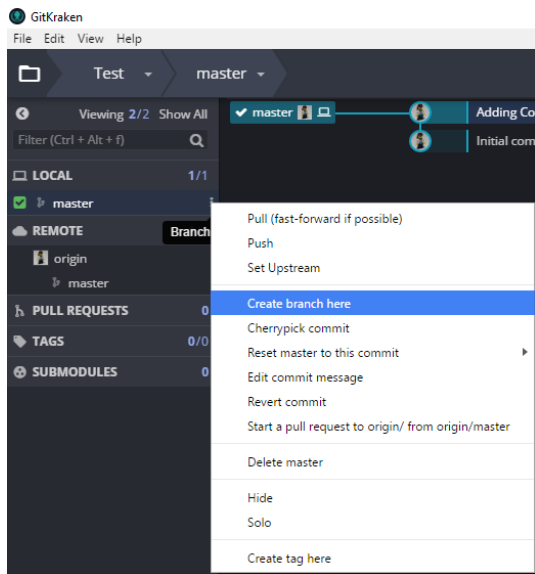 GitKraken
File Edit View Help
Test master
Viewing 2/2 Show All
Filter (Ctrl + Alt + f)
LOCAL 1/1
master
REMOTE
Branch
origin
master
PULL REQUESTS 0
TAGS 0/0
SUBMODULES 0
master
Adding Co
Initial com
Pull (fast-forward if possible)
Push
Set Upstream
Create branch here
Cherrypick commit
Reset master to this commit
Edit commit message
Revert commit
Start a pull request to origin/ from origin/master
Delete master
Hide
Solo
Create tag here